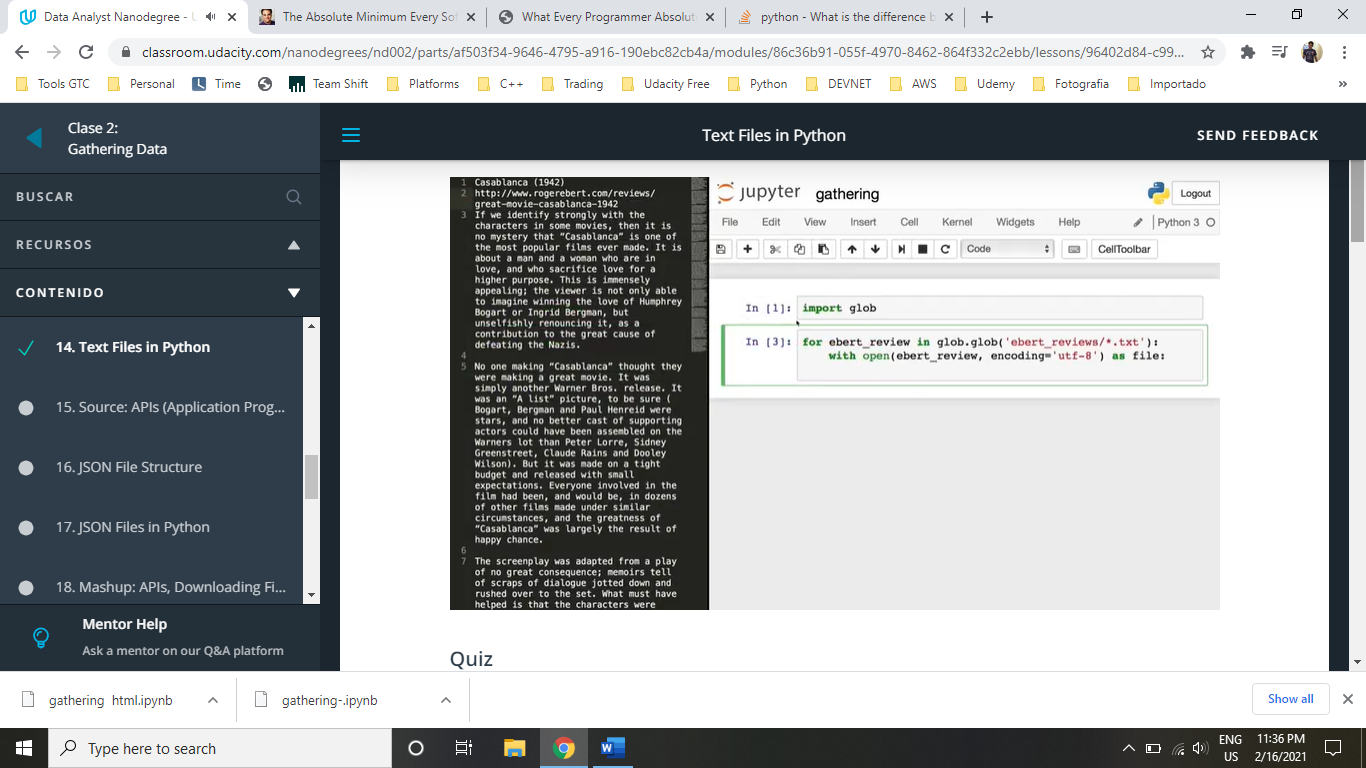 Data Analyst Nanodegree - U
The Absolute Minimum Every Sof
What Every Programmer Absolut
python - What is the difference b
classroom.udacity.com/nanodegrees/nd002/parts/af503f34-9646-4795-a916-190ebc82cb4a/modules/86c36b91-055f-4970-8462-864f332c2ebb/lessons/96402d84-c99...
Tools GTC
Personal
Time
Team Shift
Platforms
C++
Trading
Udacity Free
Python
DEVNET
AWS
Udemy
Fotografia
Importado
»
Clase 2:
Gathering Data
Text Files in Python
SEND FEEDBACK
BUSCAR
RECURSOS
CONTENIDO
14. Text Files in Python
15. Source: APIs (Application Prog...
16. JSON File Structure
17. JSON Files in Python
18. Mashup: APIs, Downloading Fi...
Mentor Help
Ask a mentor on our Q&A platform
1 Casablanca (1942)
2 http://www.rogerebert.com/reviews/
great-movie-casablanca-1942
3 If we identify strongly with the
characters in some movies, then it is
no mystery that “Casablanca” is one of
the most popular films ever made. It is
about a man and a woman who are in
love, and who sacrifice love for a
higher purpose. This is immensely
appealing; the viewer is not only able
to imagine winning the love of Humphrey
Bogart or Ingrid Bergman, but
unselfishly renouncing it, as a
contribution to the great cause of
defeating the Nazis.
4
5 No one making “Casablanca” thought they
were making a great movie. It was
simply another Warner Bros. release. It
was an “A list” picture, to be sure (
Bogart, Bergman and Paul Henreid were
stars, and no better cast of supporting
actors could have been assembled on the
Warners lot than Peter Lorre, Sidney
Greenstreet, Claude Rains and Dooley
Wilson). But it was made on a tight
budget and released with small
expectations. Everyone involved in the
film had been, and would be, in dozens
of other films made under similar
circumstances, and the greatness of
“Casablanca” was largely the result of
happy chance.
6
7 The screenplay was adapted from a play
of no great consequence; memoirs tell
of scraps of dialogue jotted down and
rushed over to the set. What must have
helped is that the characters were
jupyter gathering
Logout
File Edit View Insert Cell Kernel Widgets Help
Python 3
Code
CellToolbar
In [1]: import glob
In [3]: for ebert_review in glob.glob('ebert_reviews/*.txt'):
with open(ebert_review, encoding='utf-8') as file:
Quiz
gathering html.ipynb
gathering-.ipynb
Show all
Type here to search
W
ENG
US
11:36 PM
2/16/2021